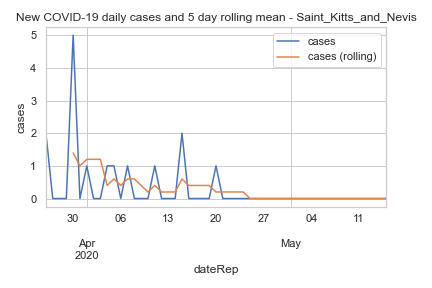 New COVID-19 daily cases and 5 day rolling mean - Saint_Kitts_and_Nevis
cases
cases (rolling)
cases
5
4
3
2
1
0
30 06 13 20 27 04 11
Apr May
2020
dateRep